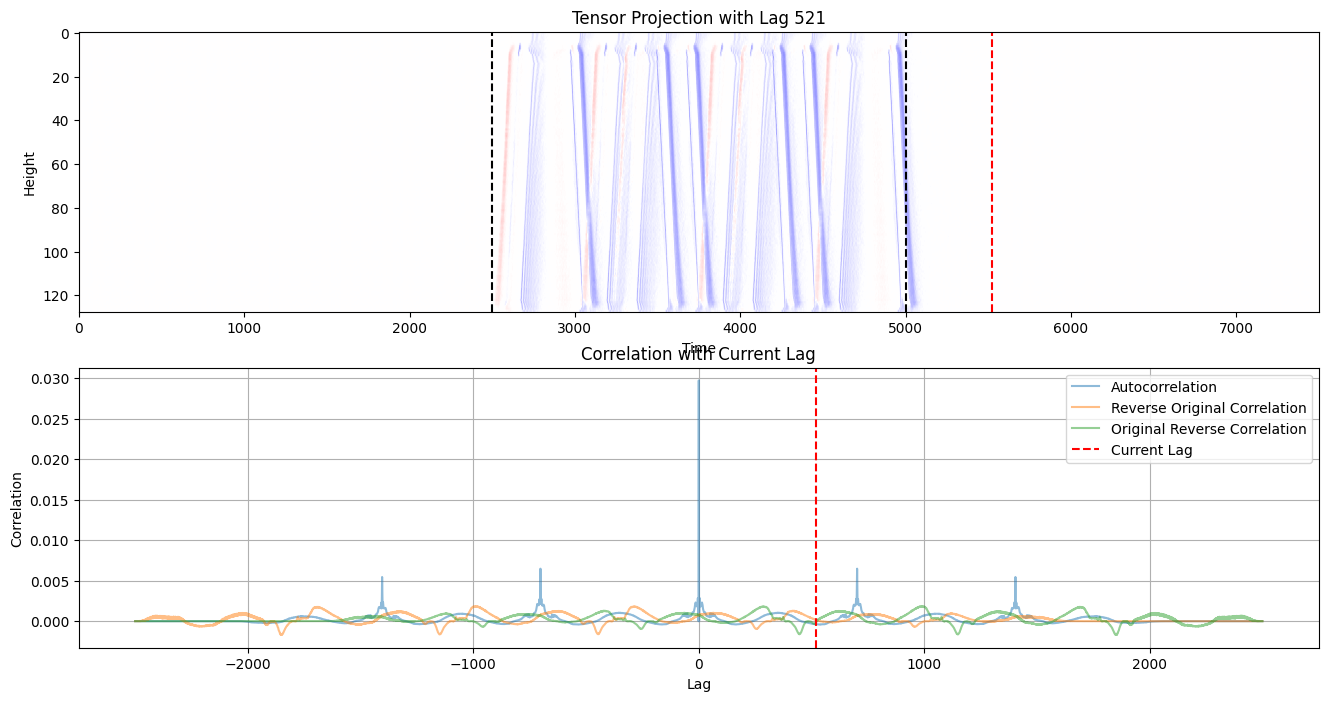 Tensor Projection with Lag 521
Height
0
20
40
60
80
100
120
0 1000 2000 3000 4000 5000 6000 7000
Time
Correlation with Current Lag
Correlation
0.030
0.025
0.020
0.015
0.010
0.005
0.000
Autocorrelation
Reverse Original Correlation
Original Reverse Correlation
Current Lag
−2000 −1000 0 1000 2000
Lag